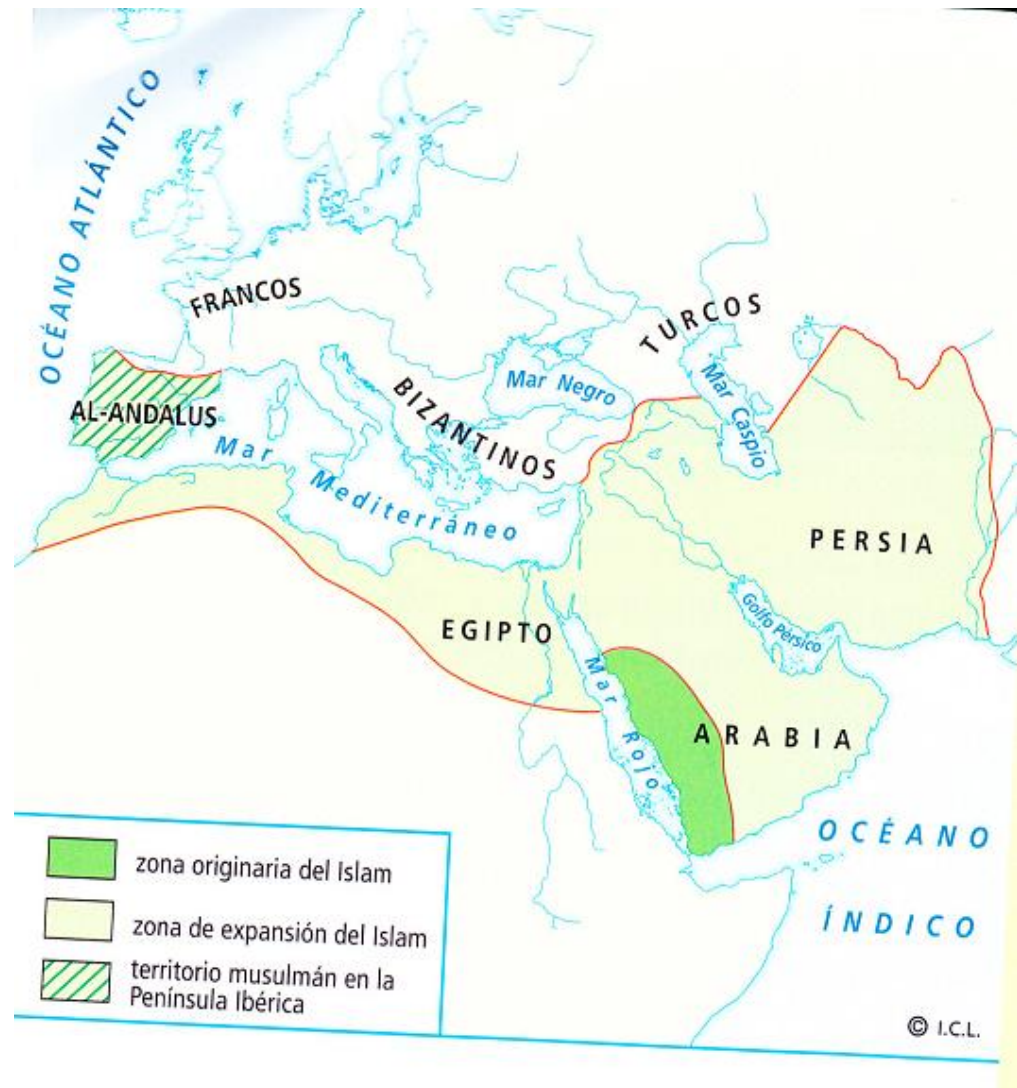 OCÉANO ATLÁNTICO
FRANCOS
TURCOS
Mar Negro
Mar Caspio
BIZANTINOS
AL-ANDALUS
Mar
Mediterráneo
PERSIA
Golfo Pérsico
EGIPTO
Mar Rojo
ARABIA
OCÉANO
ÍNDICO
zona originaria del Islam
zona de expansión del Islam
territorio musulmán en la
Península Ibérica
© I.C.L.